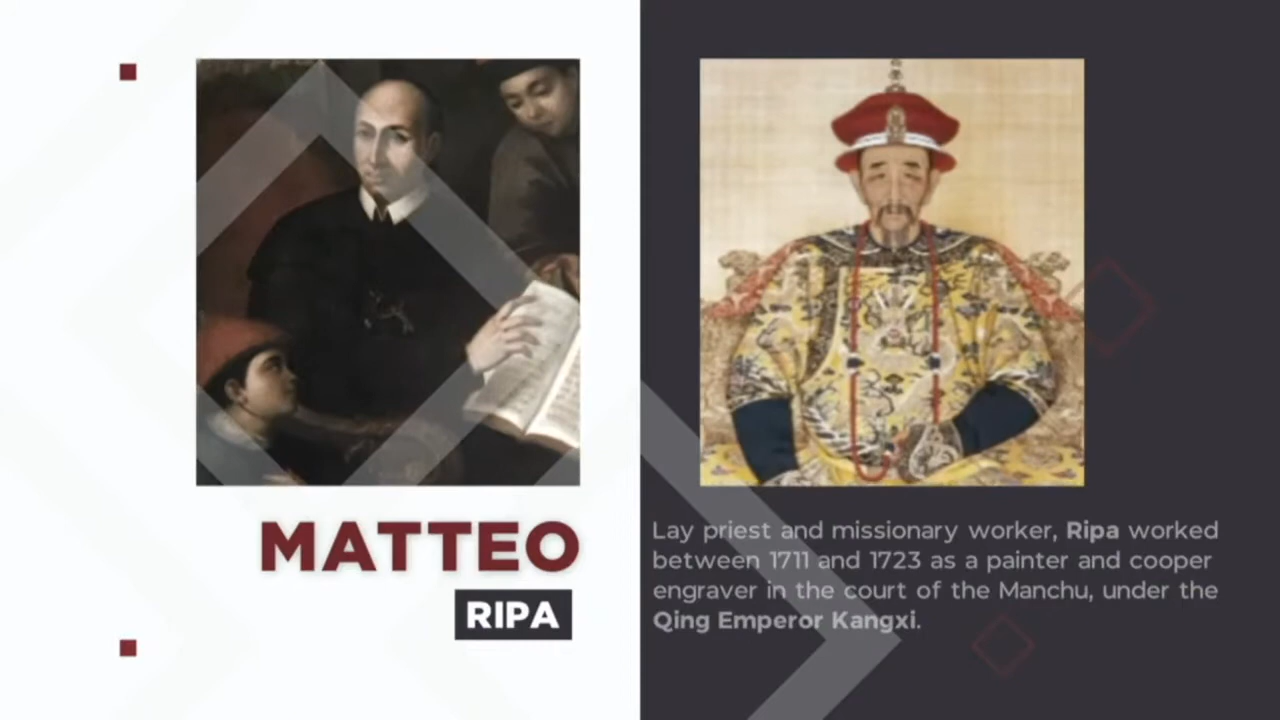 MATTEO
RIPA
Lay priest and missionary worker, Ripa worked
between 1711 and 1723 as a painter and cooper
engraver in the court of the Manchu, under the
Qing Emperor Kangxi.